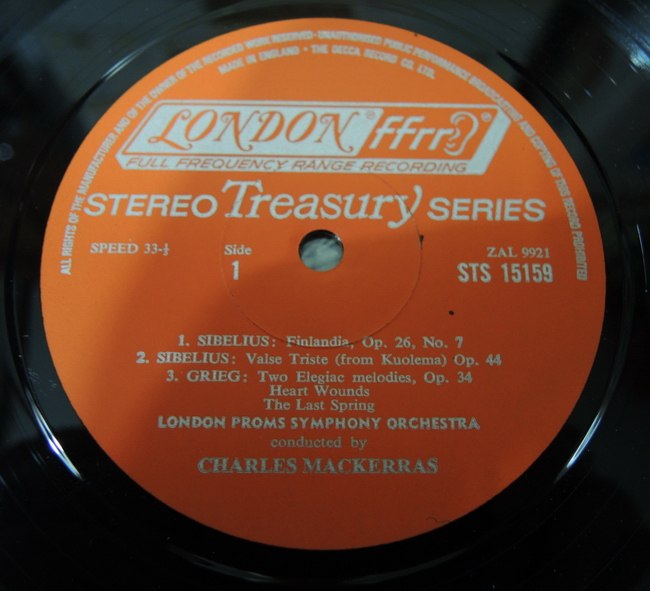 ALL RIGHTS OF THE MANUFACTURER AND OF THE OWNER OF THE RECORDED WORK RESERVED · UNAUTHORISED PUBLIC PERFORMANCE BROADCASTING AND COPYING OF THIS RECORD PROHIBITED
MADE IN ENGLAND · THE DECCA RECORD CO. LTD.
LONDON ® ffrr ®
FULL FREQUENCY RANGE RECORDING
STEREO Treasury SERIES
SPEED 33-⅓ Side ZAL 9921
1 STS 15159
1. SIBELIUS: Finlandia, Op. 26, No. 7
2. SIBELIUS: Valse Triste (from Kuolema) Op. 44
3. GRIEG: Two Elegiac melodies, Op. 34
Heart Wounds
The Last Spring
LONDON PROMS SYMPHONY ORCHESTRA
conducted by
CHARLES MACKERRAS